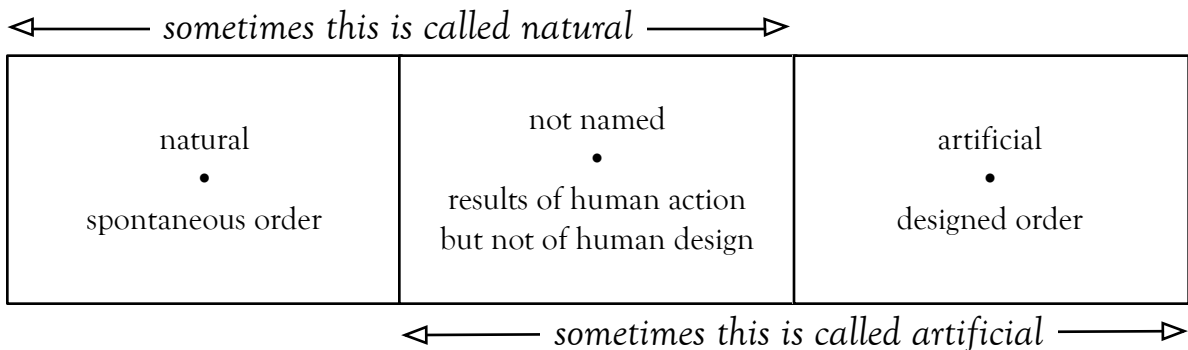 sometimes this is called natural
natural
•
spontaneous order
not named
•
results of human action
but not of human design
artificial
•
designed order
sometimes this is called artificial